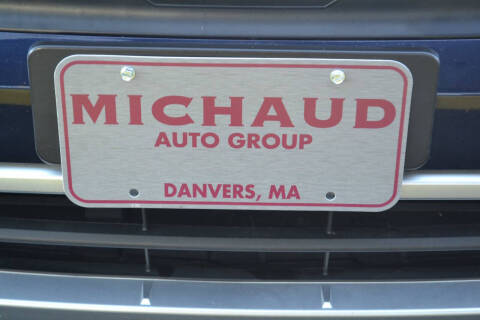 MICHAUD
AUTO GROUP
DANVERS, MA